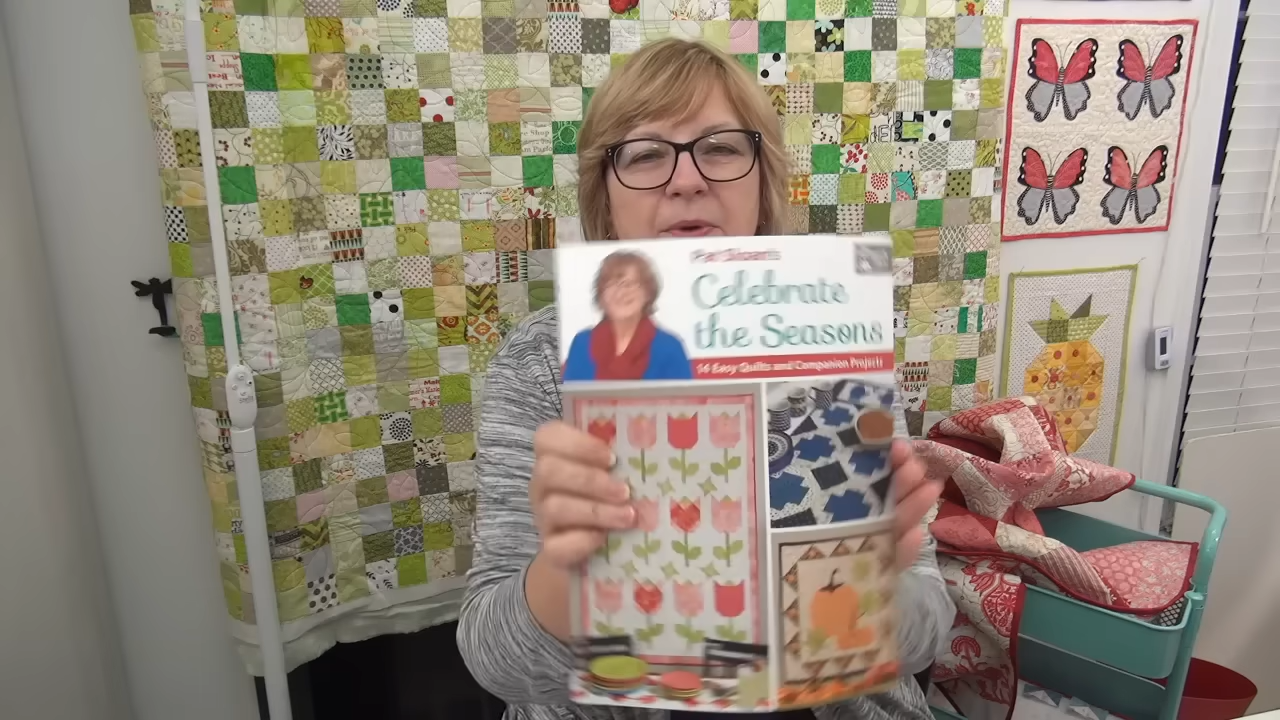 Pat Sloan's
Celebrate
the Seasons
14 Easy Quilts and Companion Projects